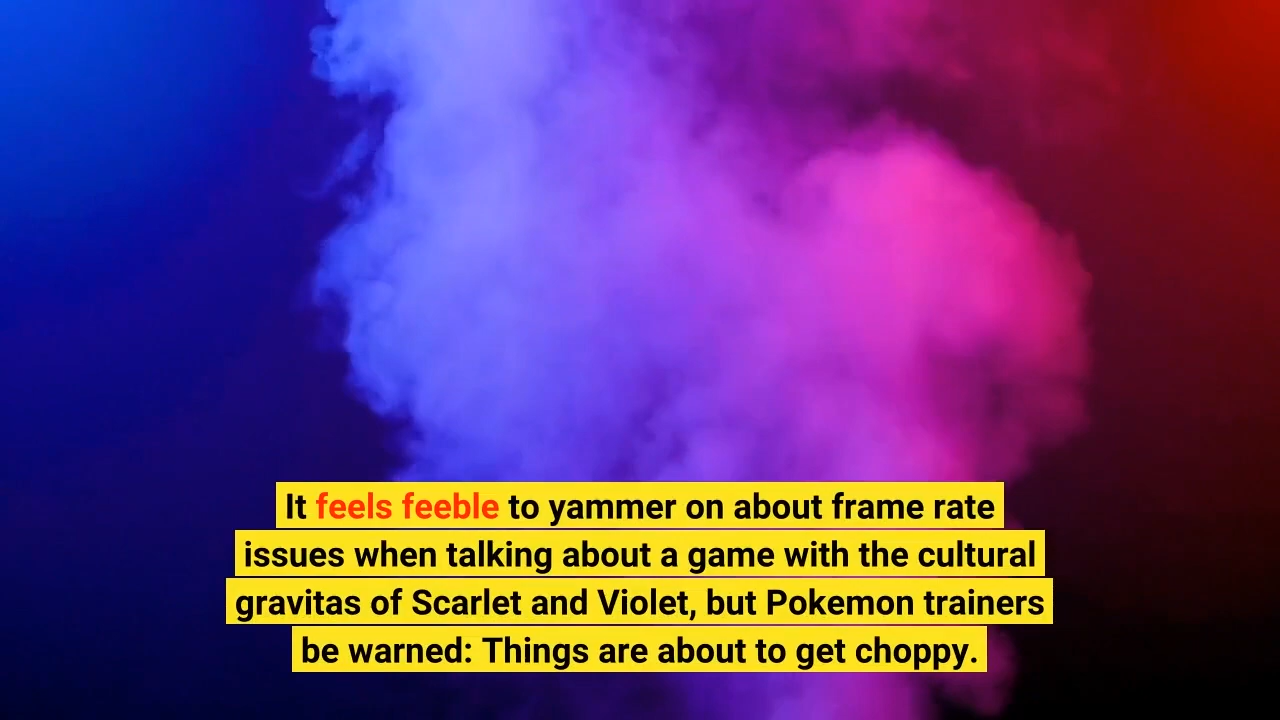 It feels feeble to yammer on about frame rate
issues when talking about a game with the cultural
gravitas of Scarlet and Violet, but Pokemon trainers
be warned: Things are about to get choppy.